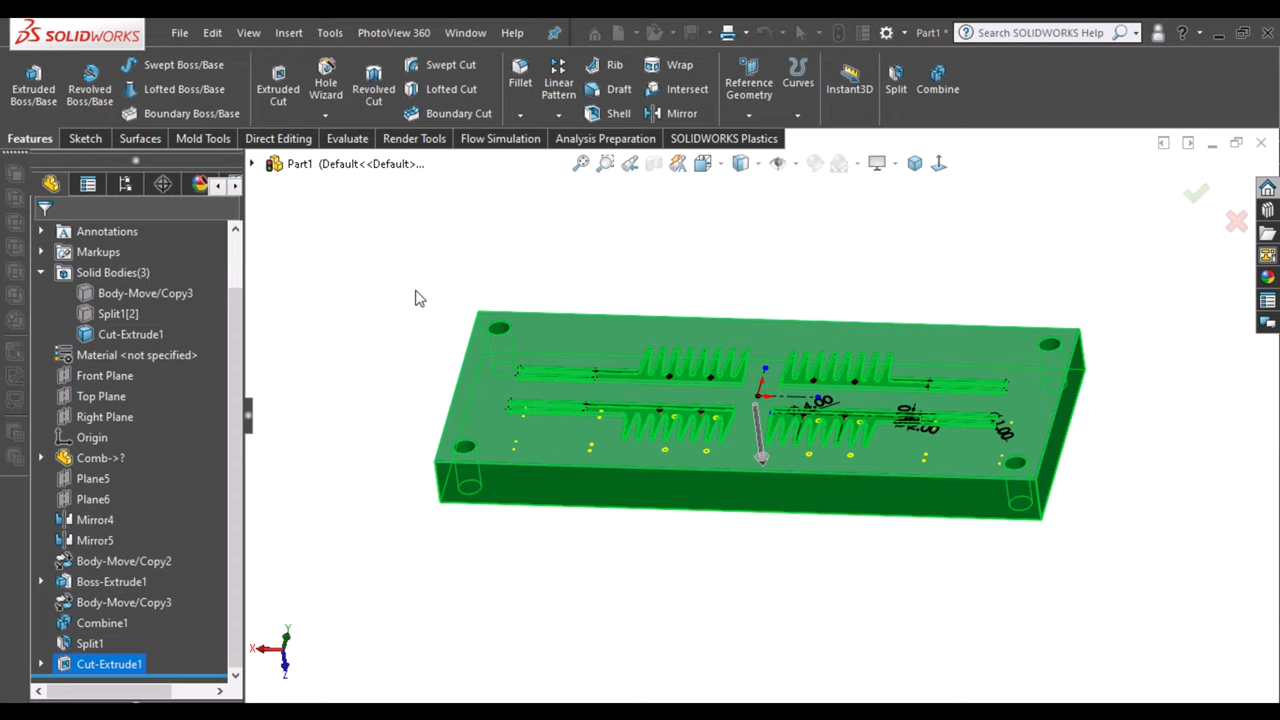 SOLIDWORKS File Edit View Insert Tools PhotoView 360 Window Help Part1 * Search SOLIDWORKS Help ?
Extruded Boss/Base
Revolved Boss/Base
Swept Boss/Base
Lofted Boss/Base
Boundary Boss/Base
Extruded Cut
Hole Wizard
Revolved Cut
Swept Cut
Lofted Cut
Boundary Cut
Fillet
Linear Pattern
Rib
Draft
Shell
Wrap
Intersect
Mirror
Reference Geometry
Curves
Instant3D
Split
Combine
Features Sketch Surfaces Mold Tools Direct Editing Evaluate Render Tools Flow Simulation Analysis Preparation SOLIDWORKS Plastics
Part1 (Default<<Default>...
Annotations
Markups
Solid Bodies(3)
Body-Move/Copy3
Split1[2]
Cut-Extrude1
Material <not specified>
Front Plane
Top Plane
Right Plane
Origin
Comb->?
Plane5
Plane6
Mirror4
Mirror5
Body-Move/Copy2
Boss-Extrude1
Body-Move/Copy3
Combine1
Split1
Cut-Extrude1
Y
X
Z